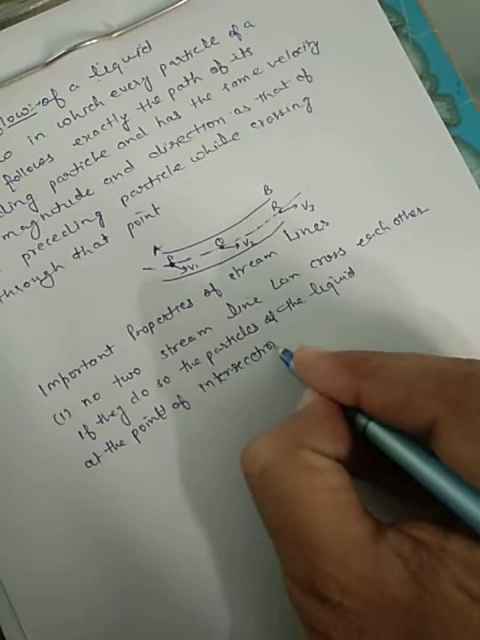 low:- of a liquid
in which every particle of a
follows exactly the path of its
ding particle and has the same velocity
magnitude and direction as that of
preceding particle while crossing
through that point
A B
P V1 Q V2 R V3
Important Properties of stream lines
(1) no two stream line can cross each other
if they do so the particles of the liquid
at the point of intersection